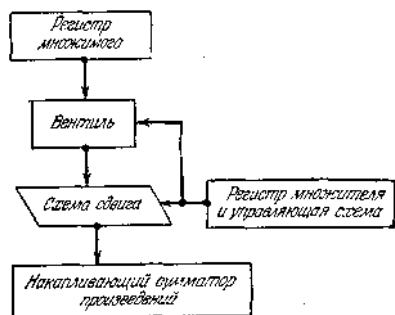 Регистр
множимого
Вентиль
Схема сдвига
Регистр множителя
и управляющая схема
Накапливающий сумматор
произведений